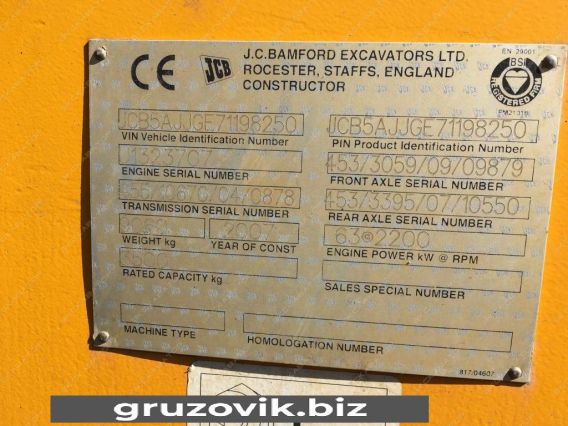 CE JCB J.C.BAMFORD EXCAVATORS LTD.
ROCESTER, STAFFS, ENGLAND
CONSTRUCTOR
EN 29001
BSI
REGISTERED FIRM
JCB5AJJGE71198250
VIN Vehicle Identification Number
JCB5AJJGE71198250
PIN Product Identification Number
ENGINE SERIAL NUMBER
453/3059/09/09879
FRONT AXLE SERIAL NUMBER
TRANSMISSION SERIAL NUMBER
453/3395/07/10550
REAR AXLE SERIAL NUMBER
2007
WEIGHT kg YEAR OF CONST
63@2200
ENGINE POWER kW @ RPM
RATED CAPACITY kg
SALES SPECIAL NUMBER
MACHINE TYPE
HOMOLOGATION NUMBER
817/04607
gruzovik.biz